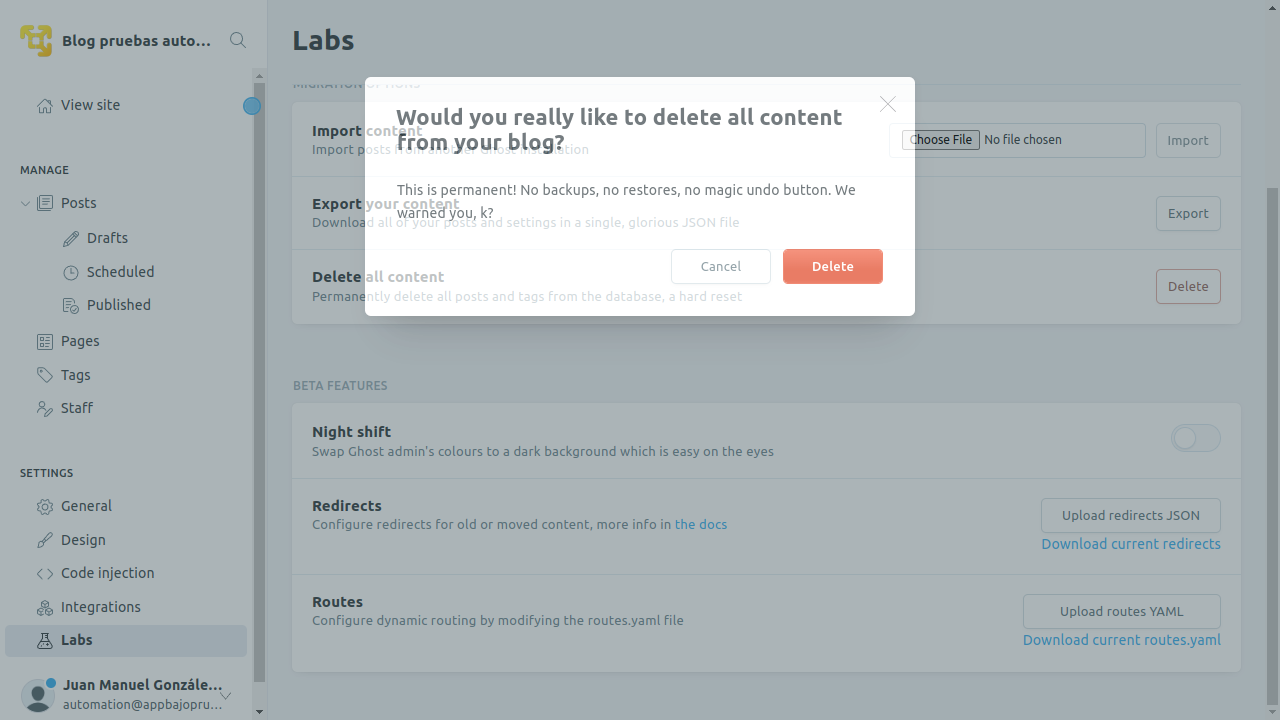 Blog pruebas auto...
View site
MANAGE
Posts
Drafts
Scheduled
Published
Pages
Tags
Staff
SETTINGS
General
Design
Code injection
Integrations
Labs
Juan Manuel Gonzále...
automation@appbajopru...
Labs
MIGRATION OPTIONS
Import content
Import posts from another Ghost installation
Choose File No file chosen
Import
Export your content
Download all of your posts and settings in a single, glorious JSON file
Export
Delete all content
Permanently delete all posts and tags from the database, a hard reset
Delete
Would you really like to delete all content
from your blog?
This is permanent! No backups, no restores, no magic undo button. We
warned you, k?
Cancel
Delete
BETA FEATURES
Night shift
Swap Ghost admin's colours to a dark background which is easy on the eyes
Redirects
Configure redirects for old or moved content, more info in the docs
Upload redirects JSON
Download current redirects
Routes
Configure dynamic routing by modifying the routes.yaml file
Upload routes YAML
Download current routes.yaml